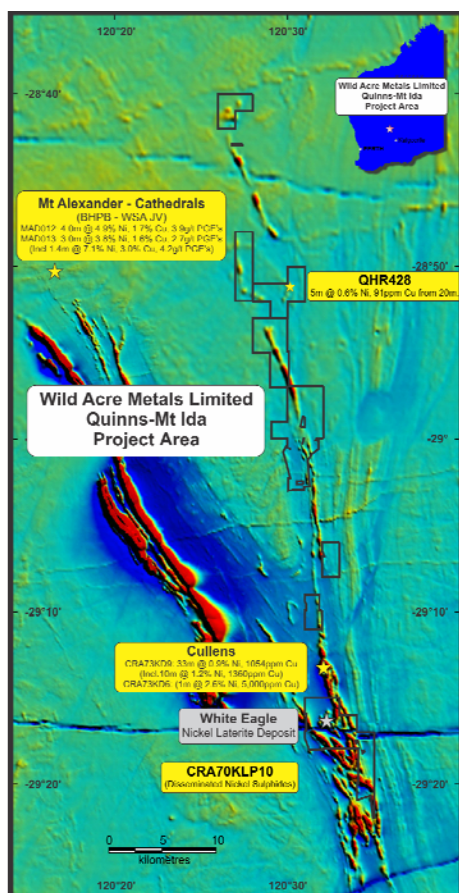 120°20'
120°30'
-28°40'
Wild Acre Metals Limited
Quinns-Mt Ida
Project Area
Mt Alexander - Cathedrals
(BHPB - WSA JV)
MAD012: 4.0m @ 4.9% Ni, 1.7% Cu, 3.9g/t PGE's
MAD013: 3.0m @ 3.8% Ni, 1.6% Cu, 2.7g/t PGE's
(Incl 1.4m @ 7.1% Ni, 3.0% Cu, 4.2g/t PGE's)
-28°50'
QHR428
5m @ 0.6% Ni, 91ppm Cu from 20m.
Wild Acre Metals Limited
Quinns-Mt Ida
Project Area
-29°
-29°10'
-29°10'
Cullens
CRA73KD9: 33m @ 0.9% Ni, 1054ppm Cu
(Incl.10m @ 1.2% Ni, 1360ppm Cu)
CRA73KD6: (1m @ 2.6% Ni, 5,000ppm Cu)
White Eagle
Nickel Laterite Deposit
CRA70KLP10
(Disseminated Nickel Sulphides)
-29°20'
-29°20'
0 5 10
kilometres
120°20'
120°30'